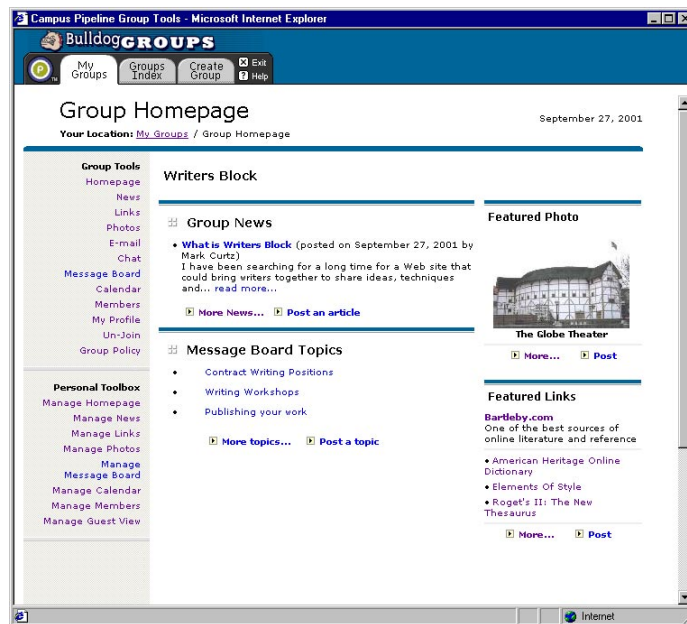 Campus Pipeline Group Tools - Microsoft Internet Explorer
Bulldog GROUPS
My Groups
Groups Index
Create Group
Exit
Help
Group Homepage
September 27, 2001
Your Location: My Groups / Group Homepage
Group Tools
Homepage
News
Links
Photos
E-mail
Chat
Message Board
Calendar
Members
My Profile
Un-Join
Group Policy
Personal Toolbox
Manage Homepage
Manage News
Manage Links
Manage Photos
Manage
Message Board
Manage Calendar
Manage Members
Manage Guest View
Writers Block
Group News
• What is Writers Block (posted on September 27, 2001 by
Mark Curtz)
I have been searching for a long time for a Web site that
could bring writers together to share ideas, techniques
and... read more...
More News... Post an article
Message Board Topics
• Contract Writing Positions
• Writing Workshops
• Publishing your work
More topics... Post a topic
Featured Photo
The Globe Theater
More... Post
Featured Links
Bartleby.com
One of the best sources of
online literature and reference
• American Heritage Online
Dictionary
• Elements Of Style
• Roget's II: The New
Thesaurus
More... Post
Internet